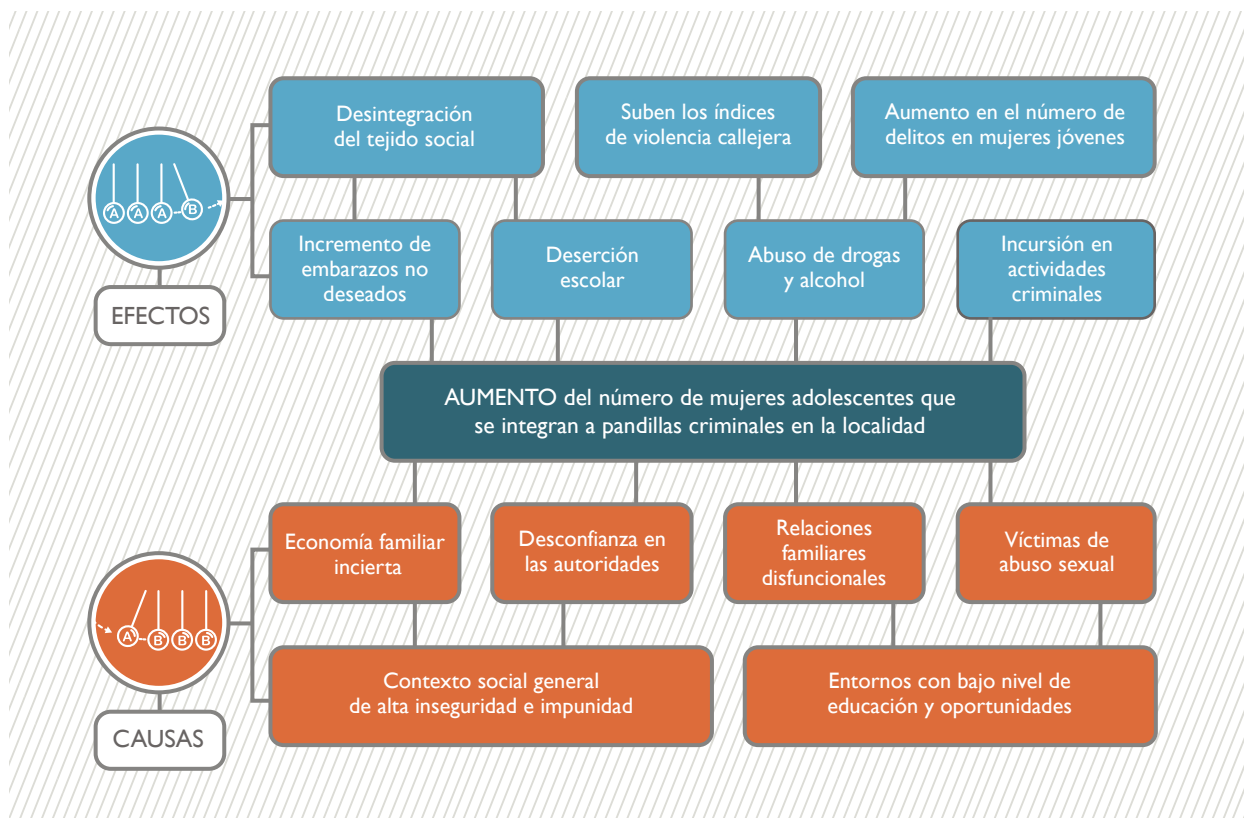 Desintegración
del tejido social
Suben los índices
de violencia callejera
Aumento en el número de
delitos en mujeres jóvenes
A A A B
Incremento de
embarazos no
deseados
Deserción
escolar
Abuso de drogas
y alcohol
Incursión en
actividades
criminales
EFECTOS
AUMENTO del número de mujeres adolescentes que
se integran a pandillas criminales en la localidad
Economía familiar
incierta
Desconfianza en
las autoridades
Relaciones
familiares
disfuncionales
Víctimas de
abuso sexual
A B B B
Contexto social general
de alta inseguridad e impunidad
Entornos con bajo nivel de
educación y oportunidades
CAUSAS